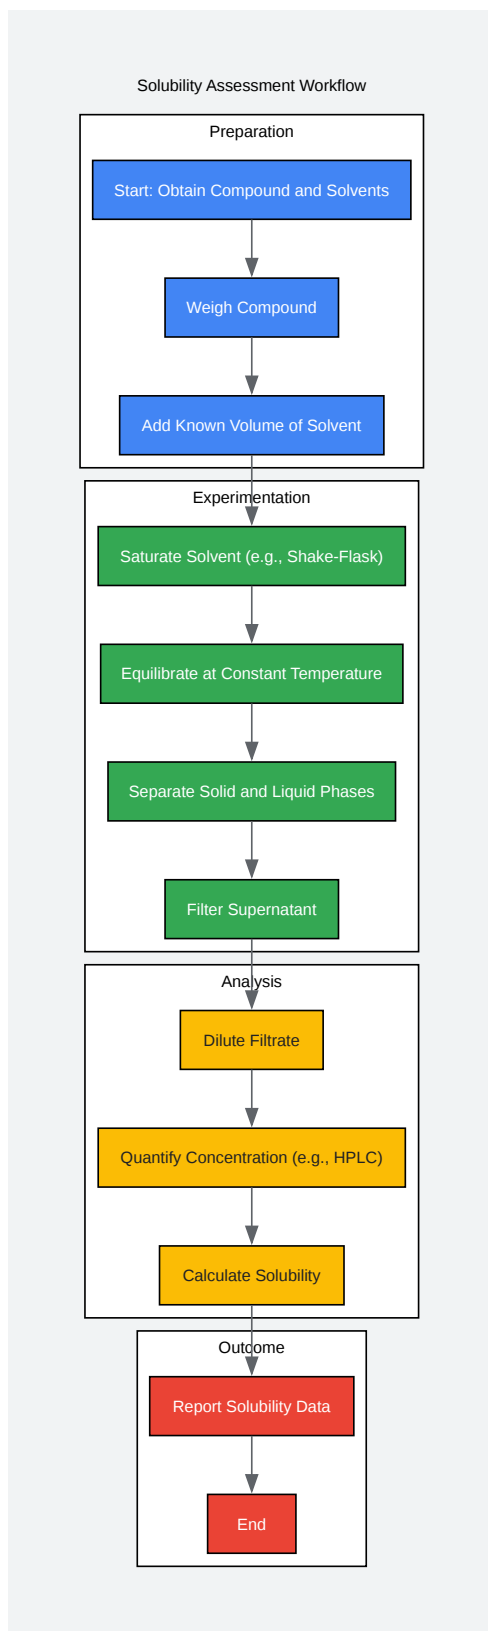 Solubility Assessment Workflow
Preparation
Start: Obtain Compound and Solvents
Weigh Compound
Add Known Volume of Solvent
Experimentation
Saturate Solvent (e.g., Shake-Flask)
Equilibrate at Constant Temperature
Separate Solid and Liquid Phases
Filter Supernatant
Analysis
Dilute Filtrate
Quantify Concentration (e.g., HPLC)
Calculate Solubility
Outcome
Report Solubility Data
End